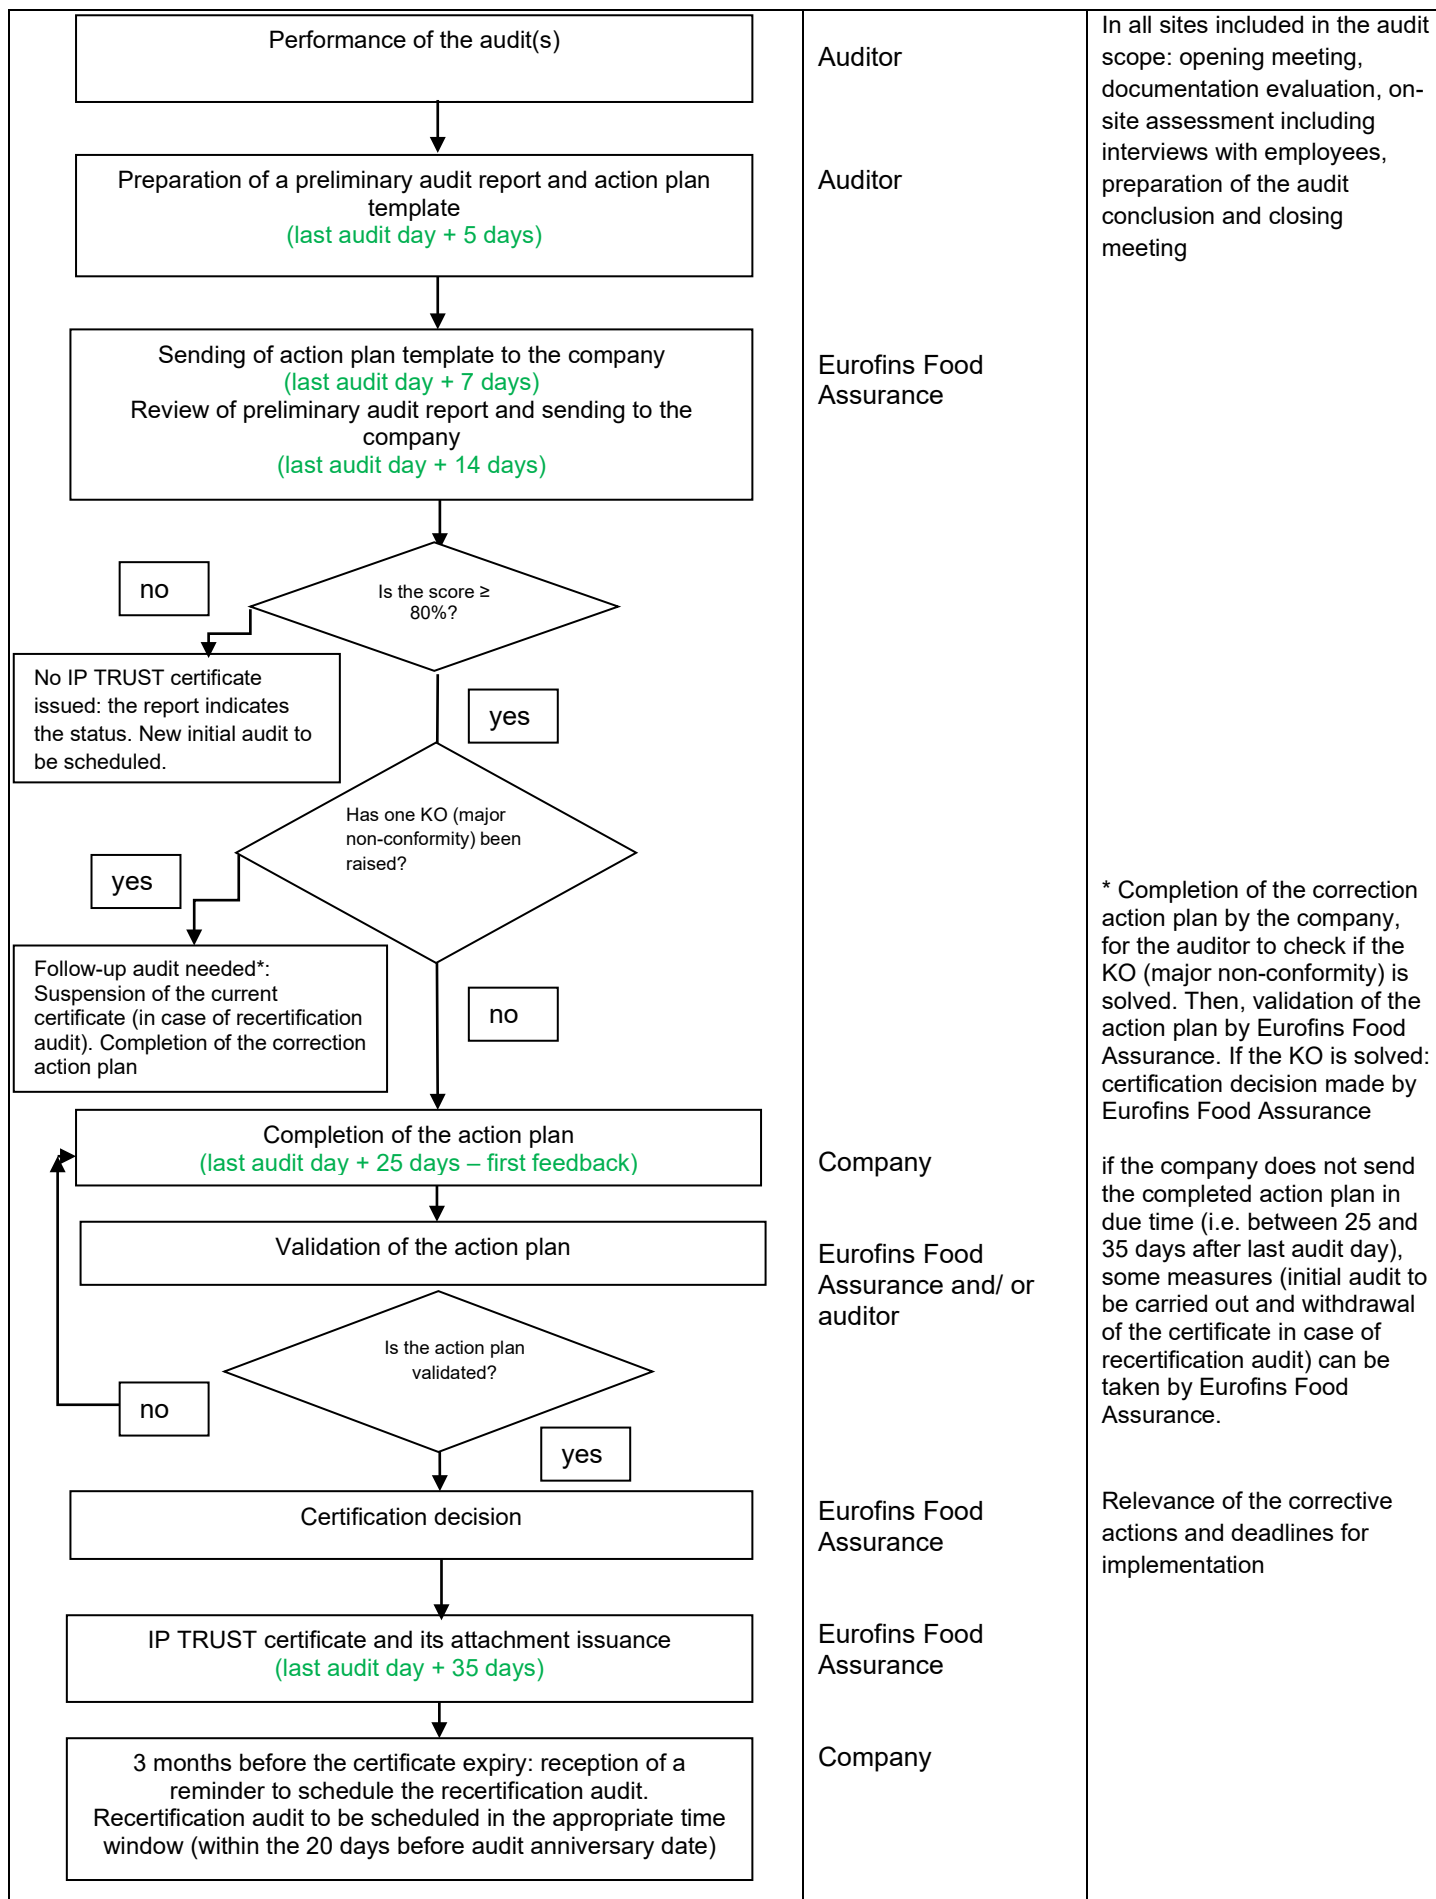 Performance of the audit(s)
Auditor
In all sites included in the audit
scope: opening meeting,
documentation evaluation, on-
site assessment including
interviews with employees,
preparation of the audit
conclusion and closing
meeting
Preparation of a preliminary audit report and action plan
template
(last audit day + 5 days)
Auditor
Sending of action plan template to the company
(last audit day + 7 days)
Review of preliminary audit report and sending to the
company
(last audit day + 14 days)
Eurofins Food
Assurance
Is the score ≥
80%?
no
No IP TRUST certificate
issued: the report indicates
the status. New initial audit to
be scheduled.
yes
Has one KO (major
non-conformity) been
raised?
yes
Follow-up audit needed*:
Suspension of the current
certificate (in case of recertification
audit). Completion of the correction
action plan
no
* Completion of the correction
action plan by the company,
for the auditor to check if the
KO (major non-conformity) is
solved. Then, validation of the
action plan by Eurofins Food
Assurance. If the KO is solved:
certification decision made by
Eurofins Food Assurance
Completion of the action plan
(last audit day + 25 days – first feedback)
Company
if the company does not send
the completed action plan in
due time (i.e. between 25 and
35 days after last audit day),
some measures (initial audit to
be carried out and withdrawal
of the certificate in case of
recertification audit) can be
taken by Eurofins Food
Assurance.
Validation of the action plan
Eurofins Food
Assurance and/ or
auditor
Is the action plan
validated?
no
yes
Certification decision
Eurofins Food
Assurance
Relevance of the corrective
actions and deadlines for
implementation
IP TRUST certificate and its attachment issuance
(last audit day + 35 days)
Eurofins Food
Assurance
3 months before the certificate expiry: reception of a
reminder to schedule the recertification audit.
Recertification audit to be scheduled in the appropriate time
window (within the 20 days before audit anniversary date)
Company